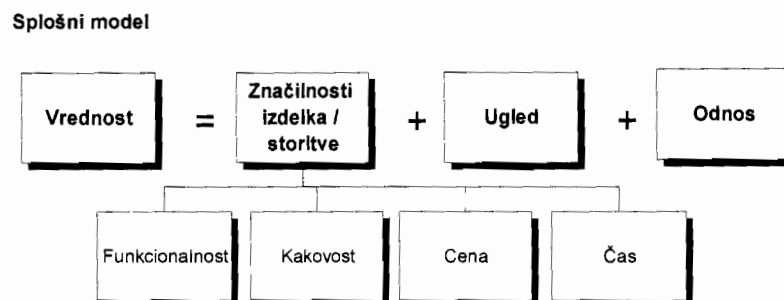 Splošni model
Vrednost
=
Značilnosti
izdelka /
storitve
+
Ugled
+
Odnos
Funkcionalnost
Kakovost
Cena
Čas